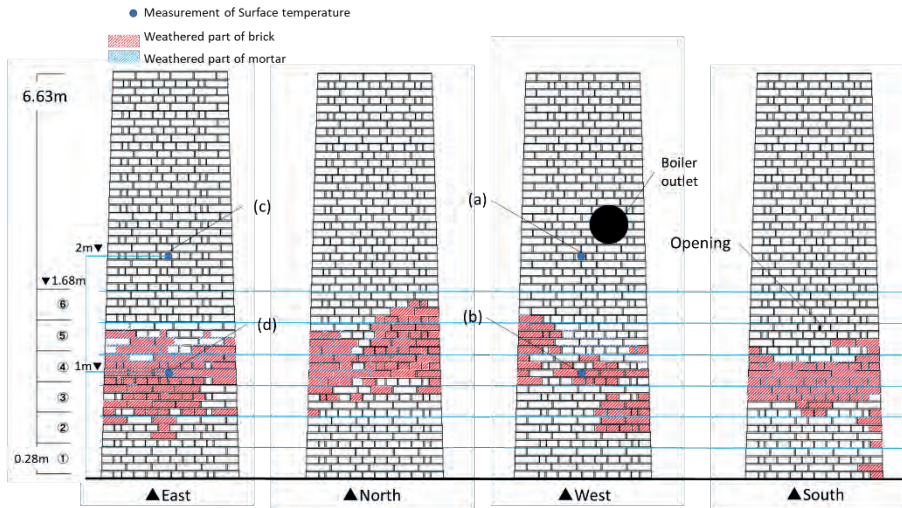 Measurement of Surface temperature
Weathered part of brick
Weathered part of mortar
6.63m
Boiler
outlet
(c)
(a)
Opening
2m▼
▼1.68m
⑥
(d)
(b)
⑤
1m▼
④
③
②
0.28m
①
▲East
▲North
▲West
▲South